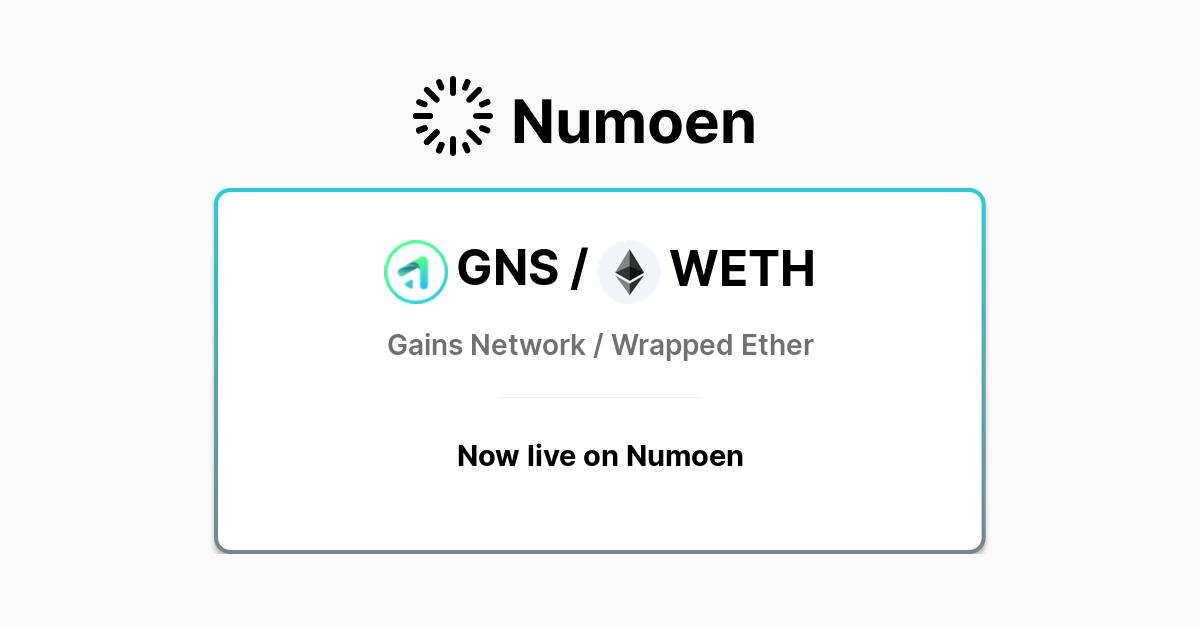 Numoen
GNS / WETH
Gains Network / Wrapped Ether
Now live on Numoen